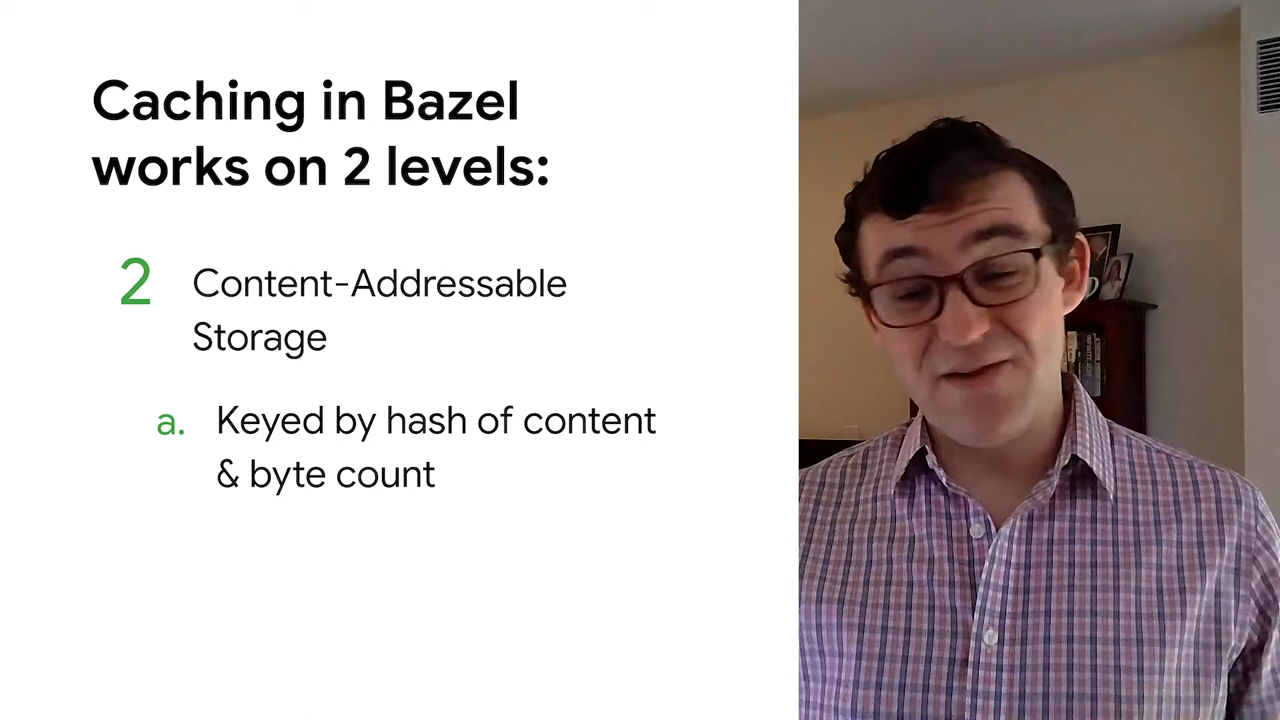 Caching in Bazel
works on 2 levels:
2 Content-Addressable
Storage
a. Keyed by hash of content
& byte count